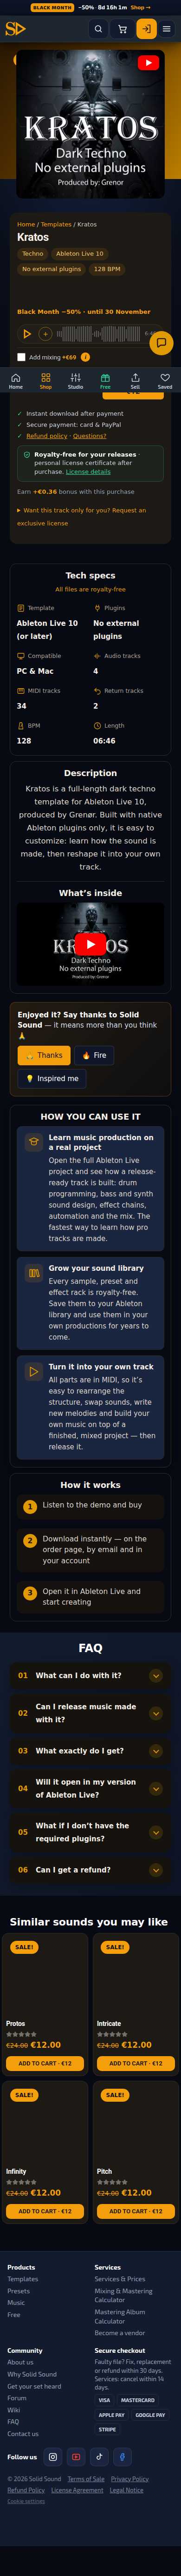 BLACK MONTH −50% · 8d 16h 1m Shop →
KRATOS
Dark Techno
No external plugins
Produced by: Grenor
Home / Templates / Kratos
Kratos
Techno Ableton Live 10
No external plugins 128 BPM
Black Month −50% · until 30 November
Add mixing +€69 i
Home Shop Studio Free Sell Saved
✓ Instant download after payment
✓ Secure payment: card & PayPal
✓ Refund policy · Questions?
Royalty-free for your releases ·
personal license certificate after
purchase. License details
Earn +€0.36 bonus with this purchase
▶ Want this track only for you? Request an
exclusive license
Tech specs
All files are royalty-free
Template Plugins
Ableton Live 10 No external
(or later) plugins
Compatible Audio tracks
PC & Mac 4
MIDI tracks Return tracks
34 2
BPM Length
128 06:46
Description
Kratos is a full-length dark techno
template for Ableton Live 10,
produced by Grenør. Built with native
Ableton plugins only, it is easy to
customize: learn how the sound is
made, then reshape it into your own
track.
What's inside
KRATOS
Dark Techno
No external plugins
Produced by: Grenor
Enjoyed it? Say thanks to Solid
Sound — it means more than you think
🙏
👍 Thanks 🔥 Fire
💡 Inspired me
HOW YOU CAN USE IT
Learn music production on
a real project
Open the full Ableton Live
project and see how a release-
ready track is built: drum
programming, bass and synth
sound design, effect chains,
automation and the mix. The
fastest way to learn how pro
tracks are made.
Grow your sound library
Every sample, preset and
effect rack is royalty-free.
Save them to your Ableton
library and use them in your
own productions for years to
come.
Turn it into your own track
All parts are in MIDI, so it's
easy to rearrange the
structure, swap sounds, write
new melodies and build your
own music on top of a
finished, mixed project — then
release it.
How it works
1 Listen to the demo and buy
2 Download instantly — on the
order page, by email and in
your account
3 Open it in Ableton Live and
start creating
FAQ
01 What can I do with it?
02 Can I release music made
with it?
03 What exactly do I get?
04 Will it open in my version
of Ableton Live?
05 What if I don't have the
required plugins?
06 Can I get a refund?
Similar sounds you may like
SALE! SALE!
Protos Intricate
€24.00 €12.00 €24.00 €12.00
ADD TO CART · €12 ADD TO CART · €12
SALE! SALE!
Infinity Pitch
€24.00 €12.00 €24.00 €12.00
ADD TO CART · €12 ADD TO CART · €12
Products Services
Templates Services & Prices
Presets Mixing & Mastering
Calculator
Music Mastering Album
Calculator
Free Become a vendor
Community Secure checkout
About us Faulty file? Fix, replacement
or refund within 30 days.
Why Solid Sound Services: cancel within 14
days.
Get your set heard
Forum VISA MASTERCARD
Wiki APPLE PAY GOOGLE PAY
FAQ STRIPE
Contact us
Follow us
© 2026 Solid Sound Terms of Sale Privacy Policy
Refund Policy License Agreement Legal Notice
Cookie settings